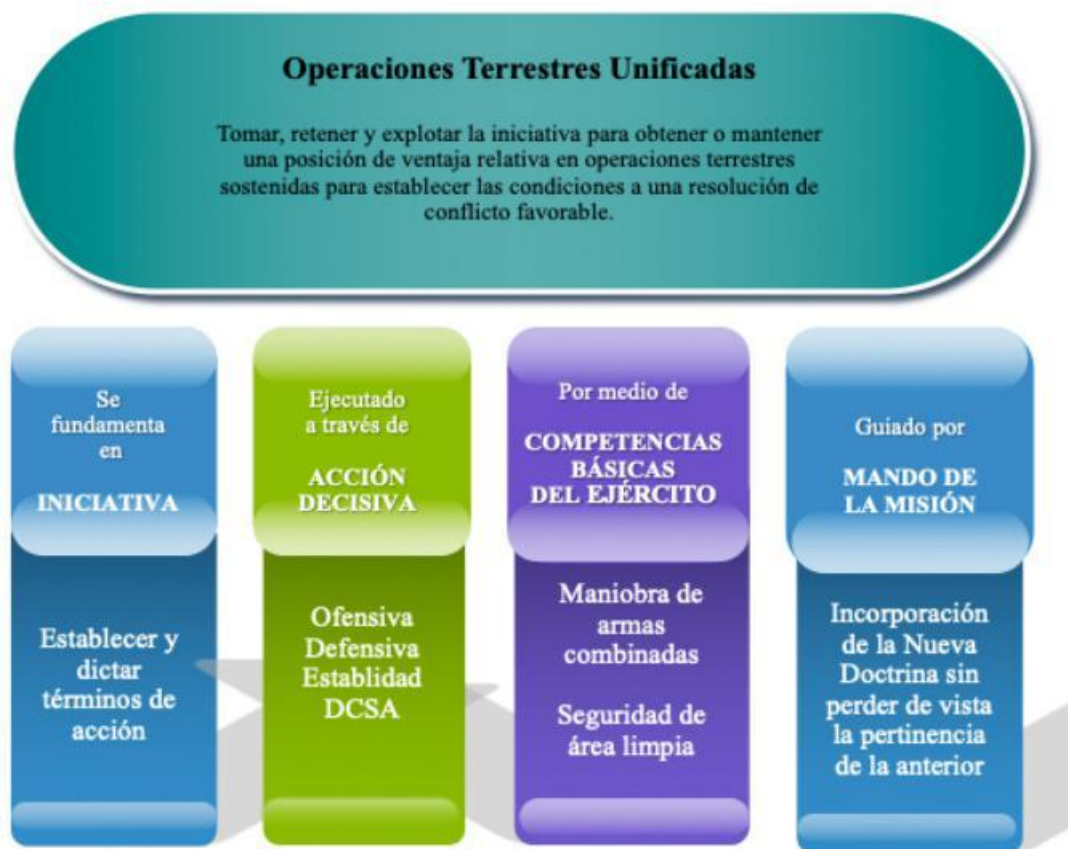 Operaciones Terrestres Unificadas
Tomar, retener y explotar la iniciativa para obtener o mantener
una posición de ventaja relativa en operaciones terrestres
sostenidas para establecer las condiciones a una resolución de
conflicto favorable.
Se
fundamenta
en
INICIATIVA
Establecer y
dictar
términos de
acción
Ejecutado
a través de
ACCIÓN
DECISIVA
Ofensiva
Defensiva
Establidad
DCSA
Por medio de
COMPETENCIAS
BÁSICAS
DEL EJÉRCITO
Maniobra de
armas
combinadas
Seguridad de
área limpia
Guiado por
MANDO DE
LA MISIÓN
Incorporación
de la Nueva
Doctrina sin
perder de vista
la pertinencia
de la anterior